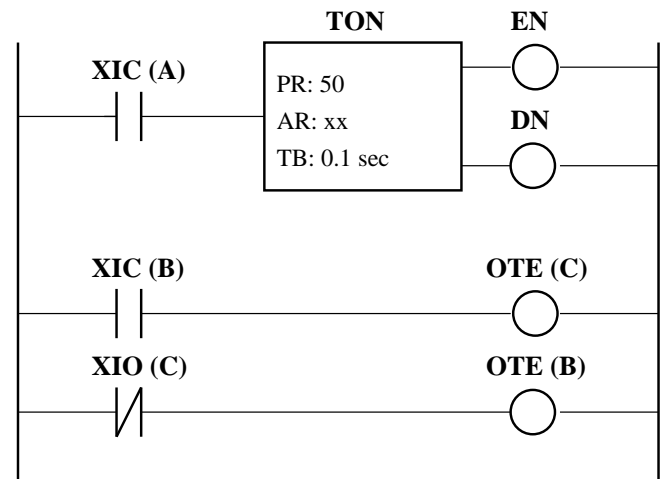 TON
EN
XIC (A)
PR: 50
AR: xx
TB: 0.1 sec
DN
XIC (B)
OTE (C)
XIO (C)
OTE (B)